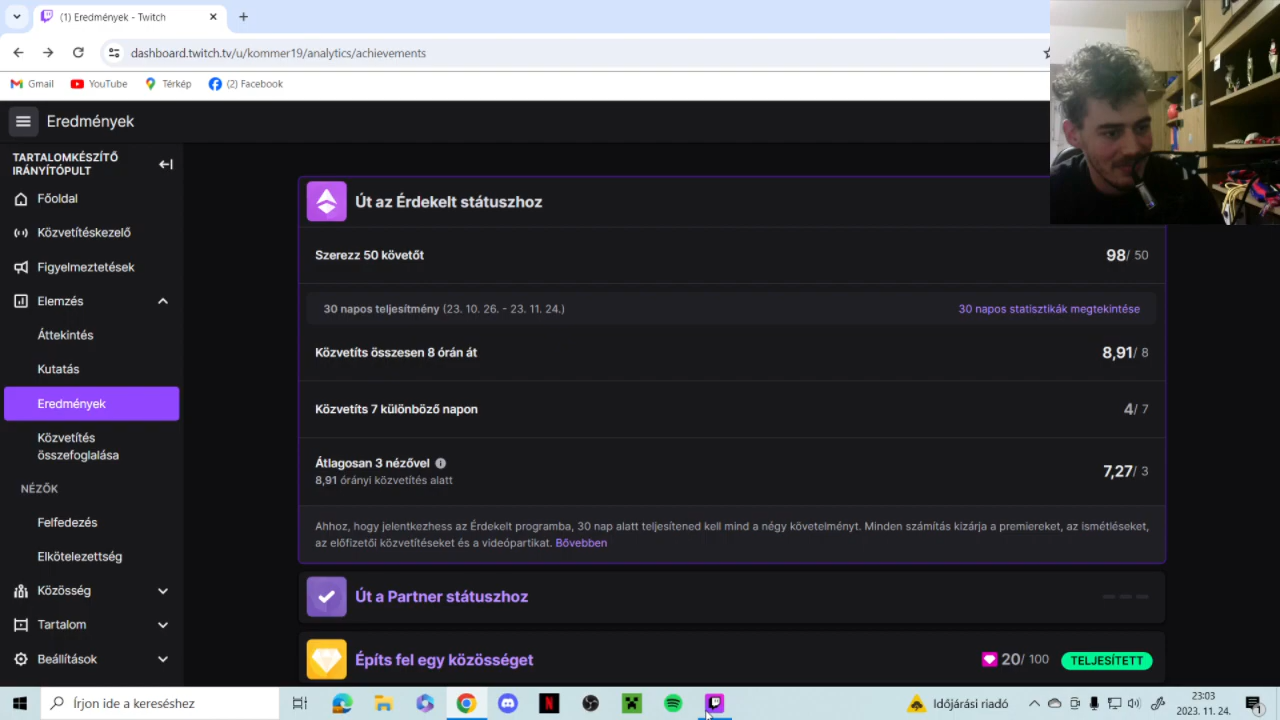 (1) Eredmények - Twitch
dashboard.twitch.tv/u/kommer19/analytics/achievements
Gmail YouTube Térkép (2) Facebook
Eredmények
TARTALOMKÉSZÍTŐ
IRÁNYÍTÓPULT
Főoldal
Közvetítéskezelő
Figyelmeztetések
Elemzés
Áttekintés
Kutatás
Eredmények
Közvetítés
összefoglalása
NÉZŐK
Felfedezés
Elkötelezettség
Közösség
Tartalom
Beállítások
Út az Érdekelt státuszhoz
Szerezz 50 követőt 98/ 50
30 napos teljesítmény (23. 10. 26. - 23. 11. 24.) 30 napos statisztikák megtekintése
Közvetíts összesen 8 órán át 8,91/ 8
Közvetíts 7 különböző napon 4/ 7
Átlagosan 3 nézővel
8,91 órányi közvetítés alatt 7,27/ 3
Ahhoz, hogy jelentkezhess az Érdekelt programba, 30 nap alatt teljesítened kell mind a négy követelményt. Minden számítás kizárja a premiereket, az ismétléseket,
az előfizetői közvetítéseket és a videópartikat. Bővebben
Út a Partner státuszhoz
Építs fel egy közösséget 20/ 100 TELJESÍTETT
Írjon ide a kereséshez
Időjárási riadó
23:03
2023. 11. 24.
1